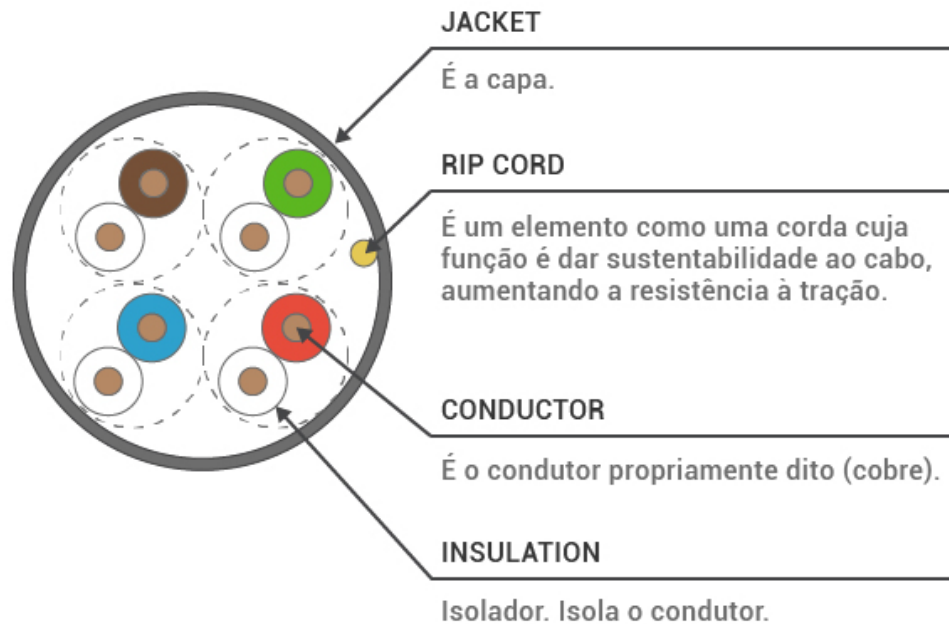 JACKET
É a capa.
RIP CORD
É um elemento como uma corda cuja
função é dar sustentabilidade ao cabo,
aumentando a resistência à tração.
CONDUCTOR
É o condutor propriamente dito (cobre).
INSULATION
Isolador. Isola o condutor.